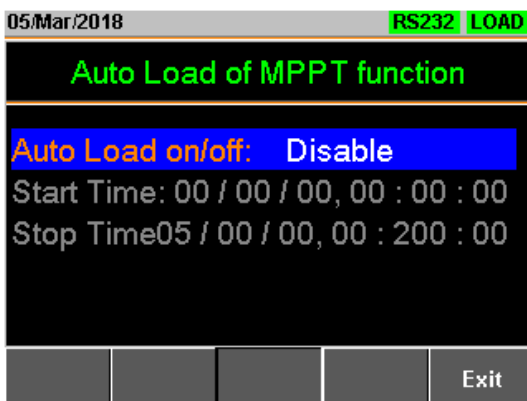 05/Mar/2018 RS232 LOAD
Auto Load of MPPT function
Auto Load on/off: Disable
Start Time: 00 / 00 / 00, 00 : 00 : 00
Stop Time05 / 00 / 00, 00 : 200 : 00
Exit